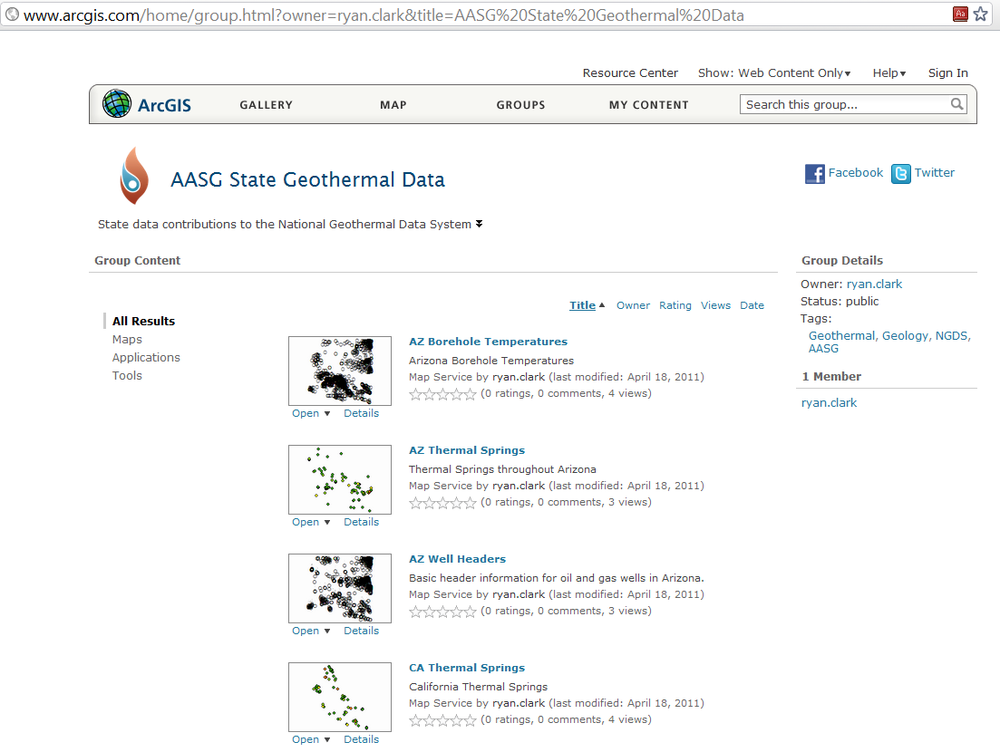 www.arcgis.com/home/group.html?owner=ryan.clark&title=AASG%20State%20Geothermal%20Data
Aa
Resource Center Show: Web Content Only▾ Help▾ Sign In
ArcGIS GALLERY MAP GROUPS MY CONTENT Search this group...
AASG State Geothermal Data
Facebook Twitter
State data contributions to the National Geothermal Data System
Group Content
Title Owner Rating Views Date
All Results
Maps
Applications
Tools
AZ Borehole Temperatures
Arizona Borehole Temperatures
Map Service by ryan.clark (last modified: April 18, 2011)
(0 ratings, 0 comments, 4 views)
Open ▼ Details
AZ Thermal Springs
Thermal Springs throughout Arizona
Map Service by ryan.clark (last modified: April 18, 2011)
(0 ratings, 0 comments, 3 views)
Open ▼ Details
AZ Well Headers
Basic header information for oil and gas wells in Arizona.
Map Service by ryan.clark (last modified: April 18, 2011)
(0 ratings, 0 comments, 3 views)
Open ▼ Details
CA Thermal Springs
California Thermal Springs
Map Service by ryan.clark (last modified: April 18, 2011)
(0 ratings, 0 comments, 4 views)
Open ▼ Details
Group Details
Owner: ryan.clark
Status: public
Tags:
Geothermal, Geology, NGDS,
AASG
1 Member
ryan.clark